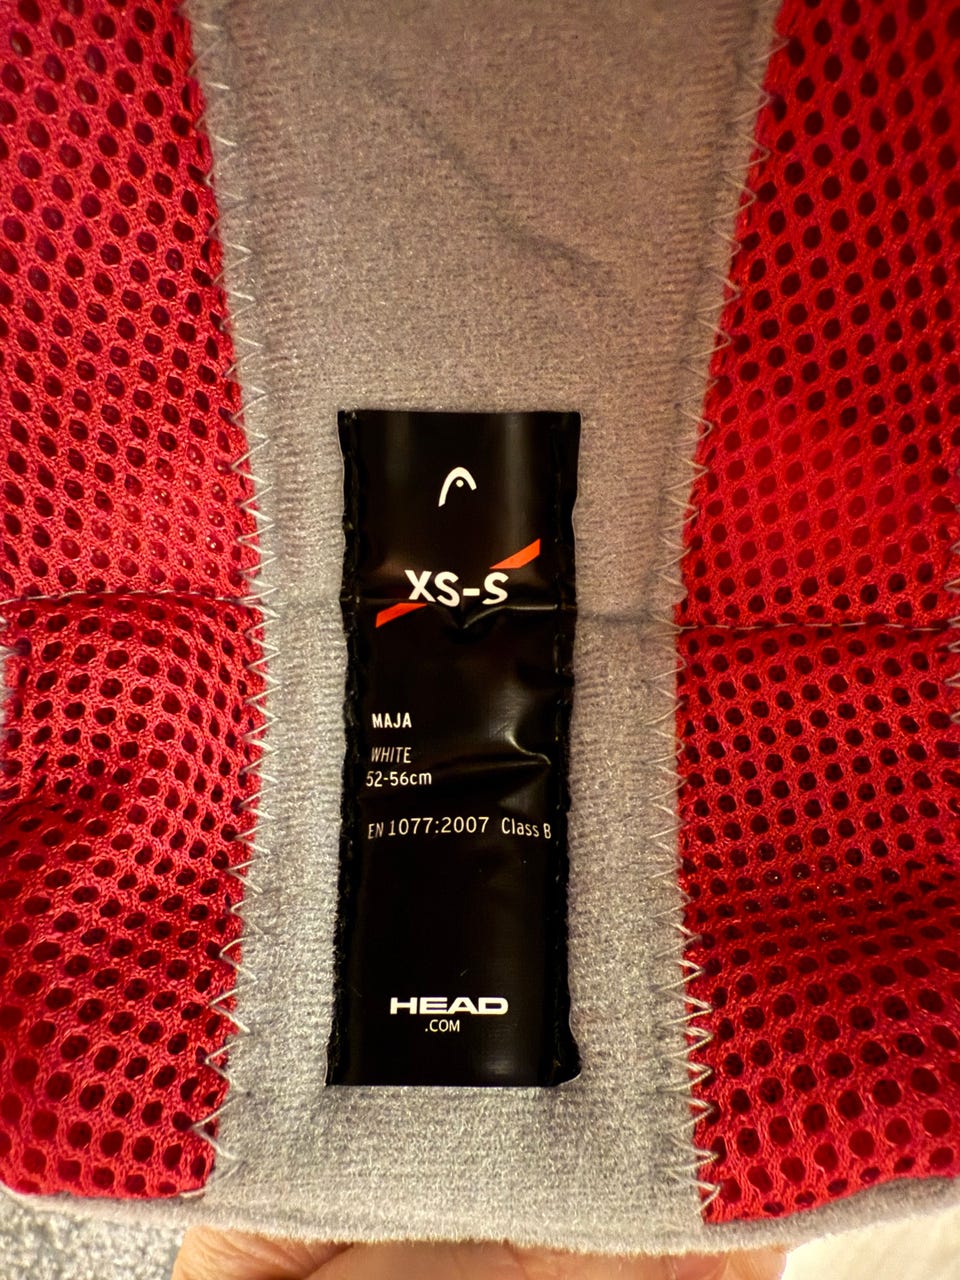 XS-S
MAJA
WHITE
52-56cm
EN 1077:2007 Class B
HEAD
.COM